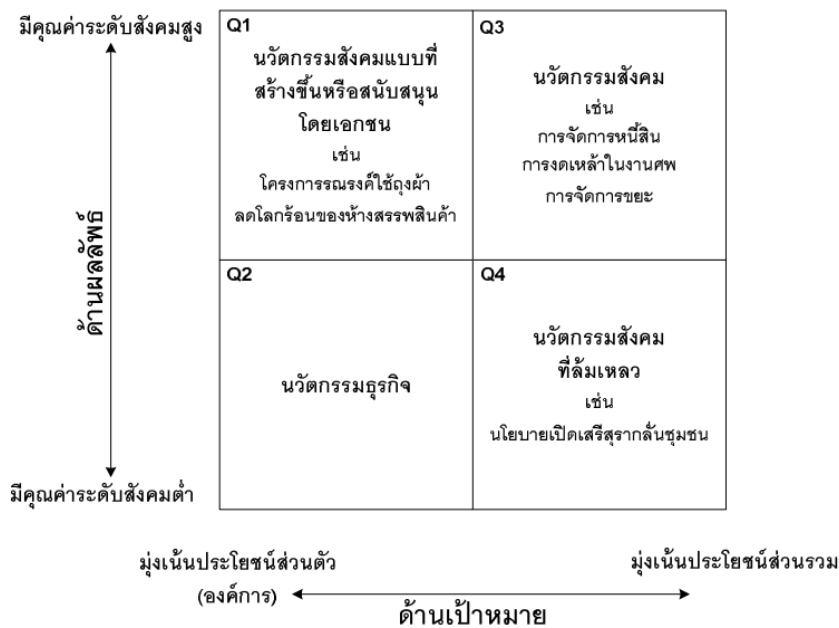 มีคุณค่าระดับสังคมสูง
Q1
นวัตกรรมสังคมแบบที่
สร้างขึ้นหรือสนับสนุน
โดยเอกชน
เช่น
โครงการรณรงค์ใช้ถุงผ้า
ลดโลกร้อนของห้างสรรพสินค้า
Q3
นวัตกรรมสังคม
เช่น
การจัดการหนี้สิน
การงดเหล้าในงานศพ
การจัดการขยะ
ด้านผลลัพธ์
Q2
นวัตกรรมธุรกิจ
Q4
นวัตกรรมสังคม
ที่ล้มเหลว
เช่น
นโยบายเปิดเสรีสุรากลั่นชุมชน
มีคุณค่าระดับสังคมต่ำ
มุ่งเน้นประโยชน์ส่วนตัว
(องค์การ)
มุ่งเน้นประโยชน์ส่วนรวม
ด้านเป้าหมาย